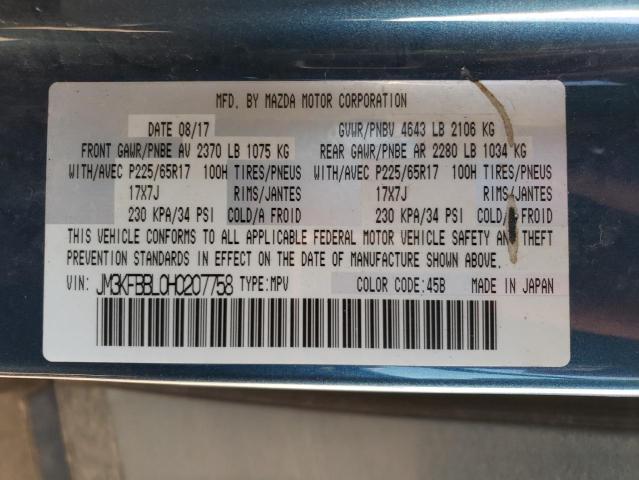 MFD. BY MAZDA MOTOR CORPORATION
DATE 08/17 GVWR/PNBV 4643 LB 2106 KG
FRONT GAWR/PNBE AV 2370 LB 1075 KG REAR GAWR/PNBE AR 2280 LB 1034 KG
WITH/AVEC P225/65R17 100H TIRES/PNEUS WITH/AVEC P225/65R17 100H TIRES/PNEUS
17X7J RIMS/JANTES 17X7J RIMS/JANTES
230 KPA/34 PSI COLD/A FROID 230 KPA/34 PSI COLD/A FROID
THIS VEHICLE CONFORMS TO ALL APPLICABLE FEDERAL MOTOR VEHICLE SAFETY AND THEFT
PREVENTION STANDARDS IN EFFECT ON THE DATE OF MANUFACTURE SHOWN ABOVE.
VIN: JM3KFBBL0H0207758 TYPE:MPV COLOR CODE:45B MADE IN JAPAN